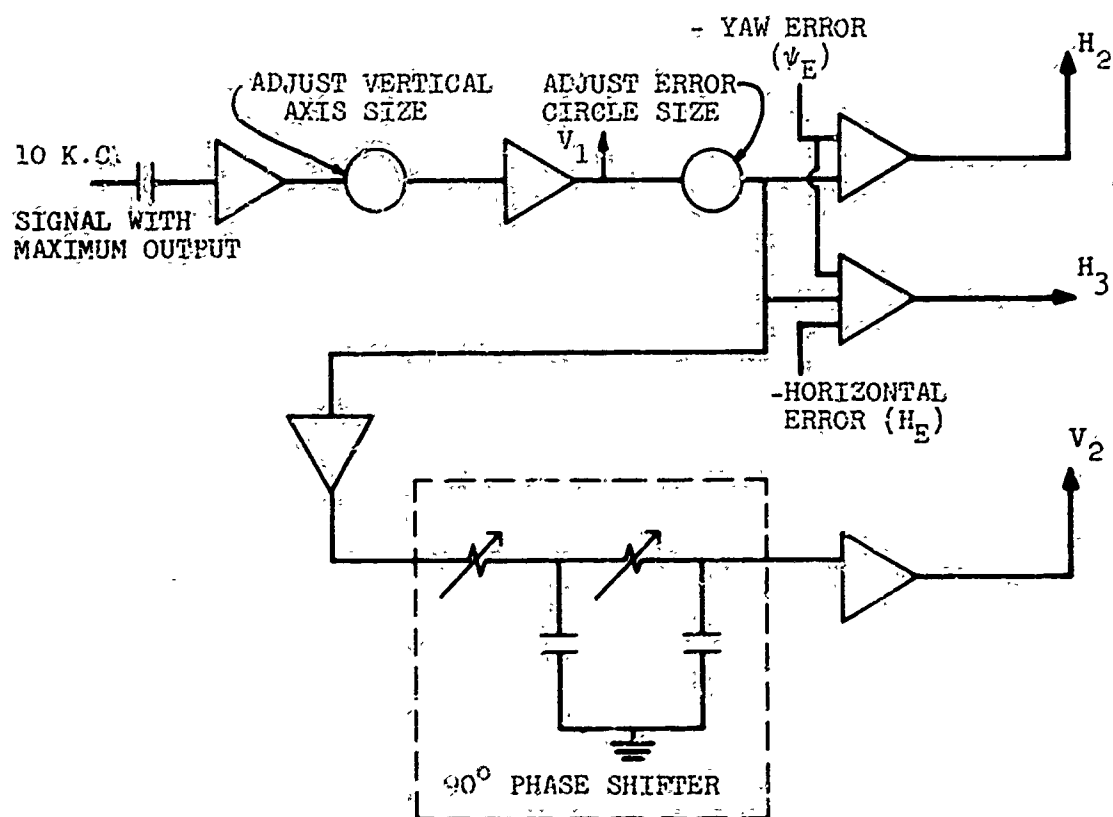 - YAW ERROR
(ψE)
H2
ADJUST VERTICAL
AXIS SIZE
ADJUST ERROR
CIRCLE SIZE
V1
10 K.C.
SIGNAL WITH
MAXIMUM OUTPUT
H3
-HORIZONTAL
ERROR (HE)
V2
90° PHASE SHIFTER